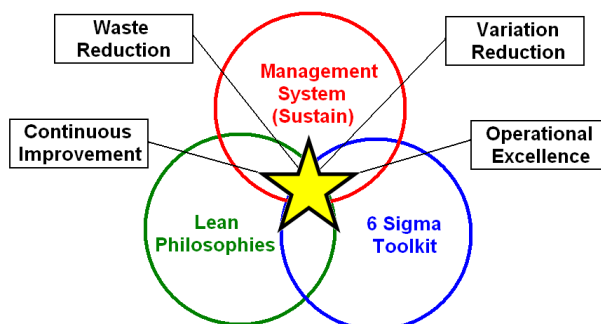 Waste
Reduction
Variation
Reduction
Management
System
(Sustain)
Continuous
Improvement
Operational
Excellence
Lean
Philosophies
6 Sigma
Toolkit